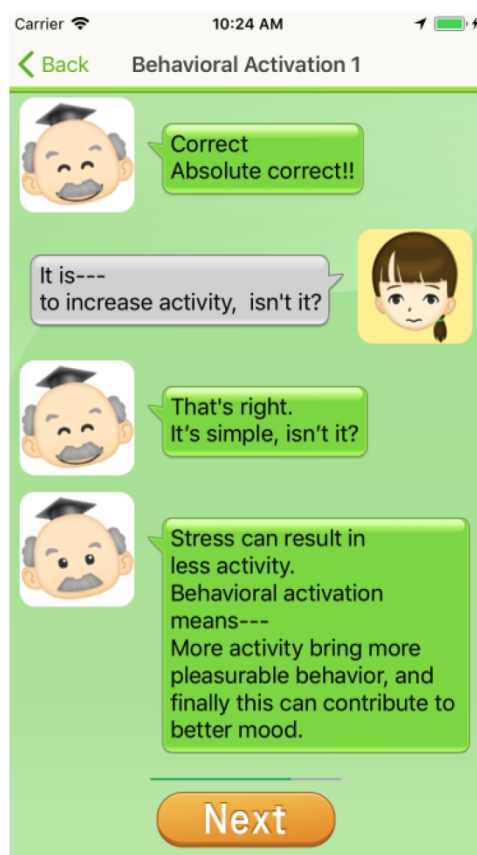 Carrier 10:24 AM
Back Behavioral Activation 1
Correct
Absolute correct!!
It is---
to increase activity, isn't it?
That's right.
It’s simple, isn’t it?
Stress can result in
less activity.
Behavioral activation
means---
More activity bring more
pleasurable behavior, and
finally this can contribute to
better mood.
Next